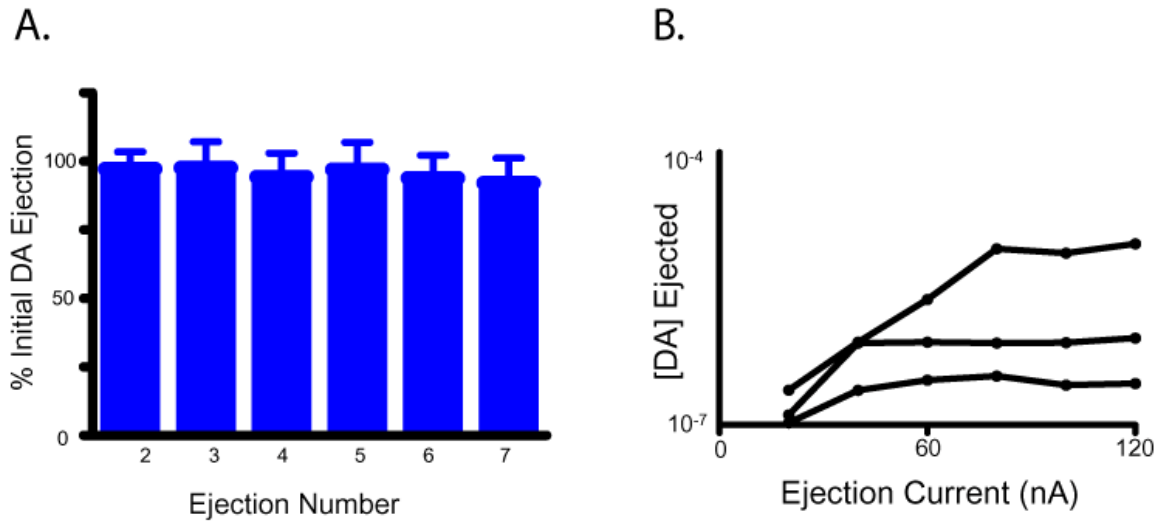 A.
% Initial DA Ejection
100
50
0
2 3 4 5 6 7
Ejection Number
B.
[DA] Ejected
10-4
10-7
0 60 120
Ejection Current (nA)